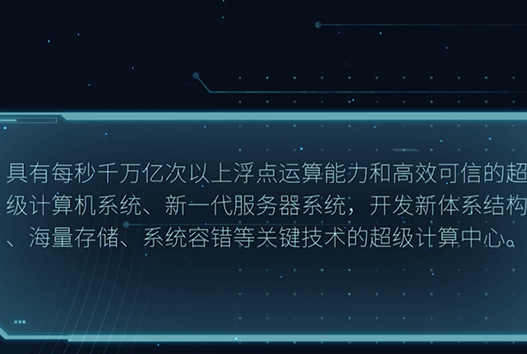 具有每秒千万亿次以上浮点运算能力和高效可信的超
级计算机系统、新一代服务器系统，开发新体系结构
、海量存储、系统容错等关键技术的超级计算中心。